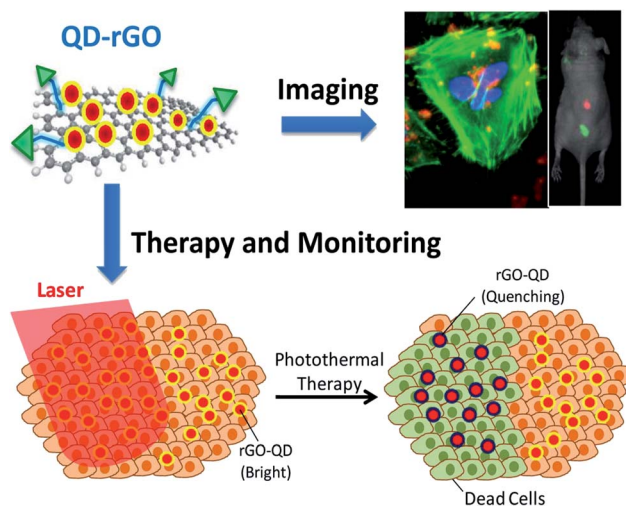 QD-rGO
Imaging
Therapy and Monitoring
Laser
rGO-QD
(Bright)
Photothermal
Therapy
rGO-QD
(Quenching)
Dead Cells